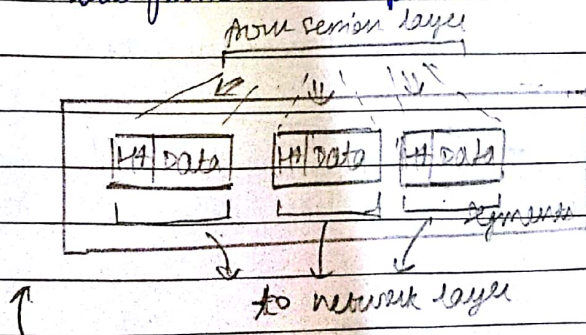 from session layer
H4 Data H4 Data H4 Data
Segments
to network layer